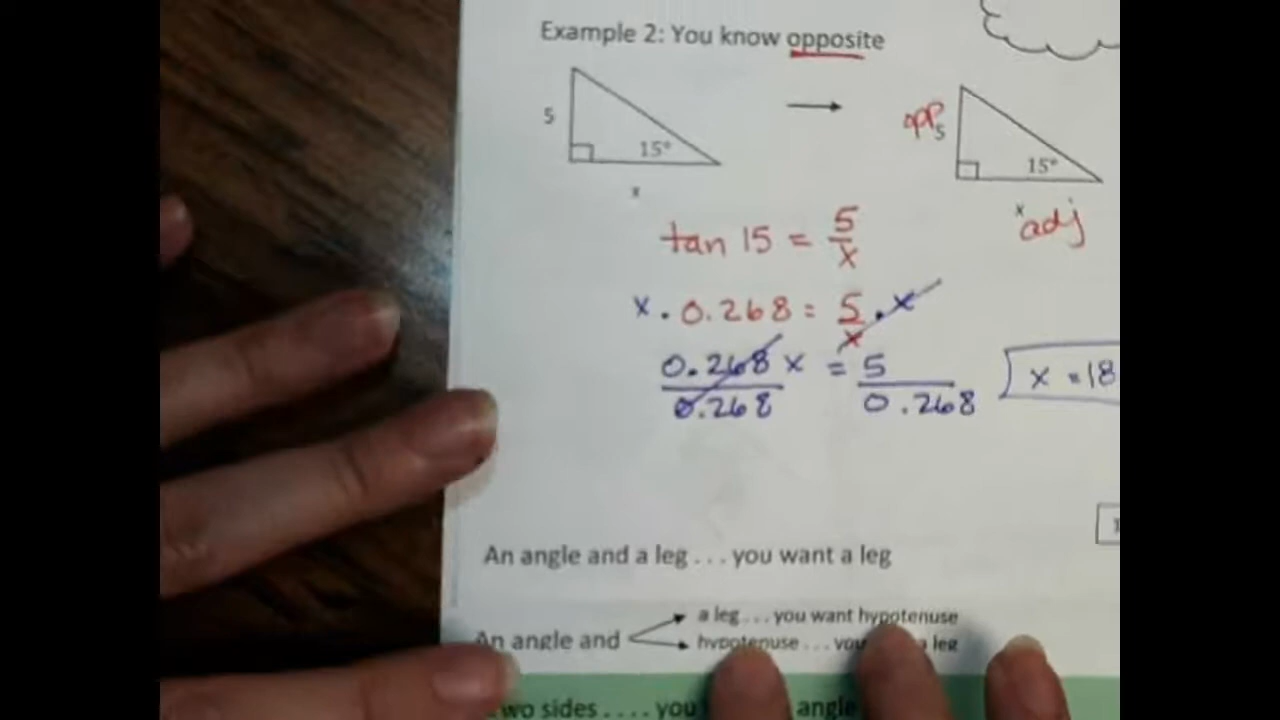 Example 2: You know opposite
5
15°
x
opp
5
15°
x
adj
tan 15 = 5/x
x · 0.268 = 5/x · x
0.268 x = 5
0.268 0.268
x = 18
An angle and a leg . . . you want a leg
a leg . . . you want hypotenuse
An angle and
hypotenuse . . . you a leg
Two sides . . . . you angle